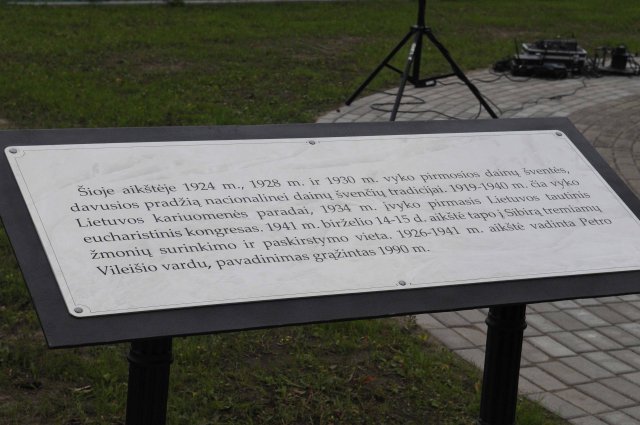 Šioje aikštėje 1924 m., 1928 m. ir 1930 m. vyko pirmosios dainų šventės,
davusios pradžią nacionalinei dainų švenčių tradicijai. 1919-1940 m. čia vyko
Lietuvos kariuomenės paradai, 1934 m. įvyko pirmasis Lietuvos tautinis
eucharistinis kongresas. 1941 m. birželio 14-15 d. aikštė tapo į Sibirą tremiamų
žmonių surinkimo ir paskirstymo vieta. 1926-1941 m. aikštė vadinta Petro
Vileišio vardu, pavadinimas grąžintas 1990 m.